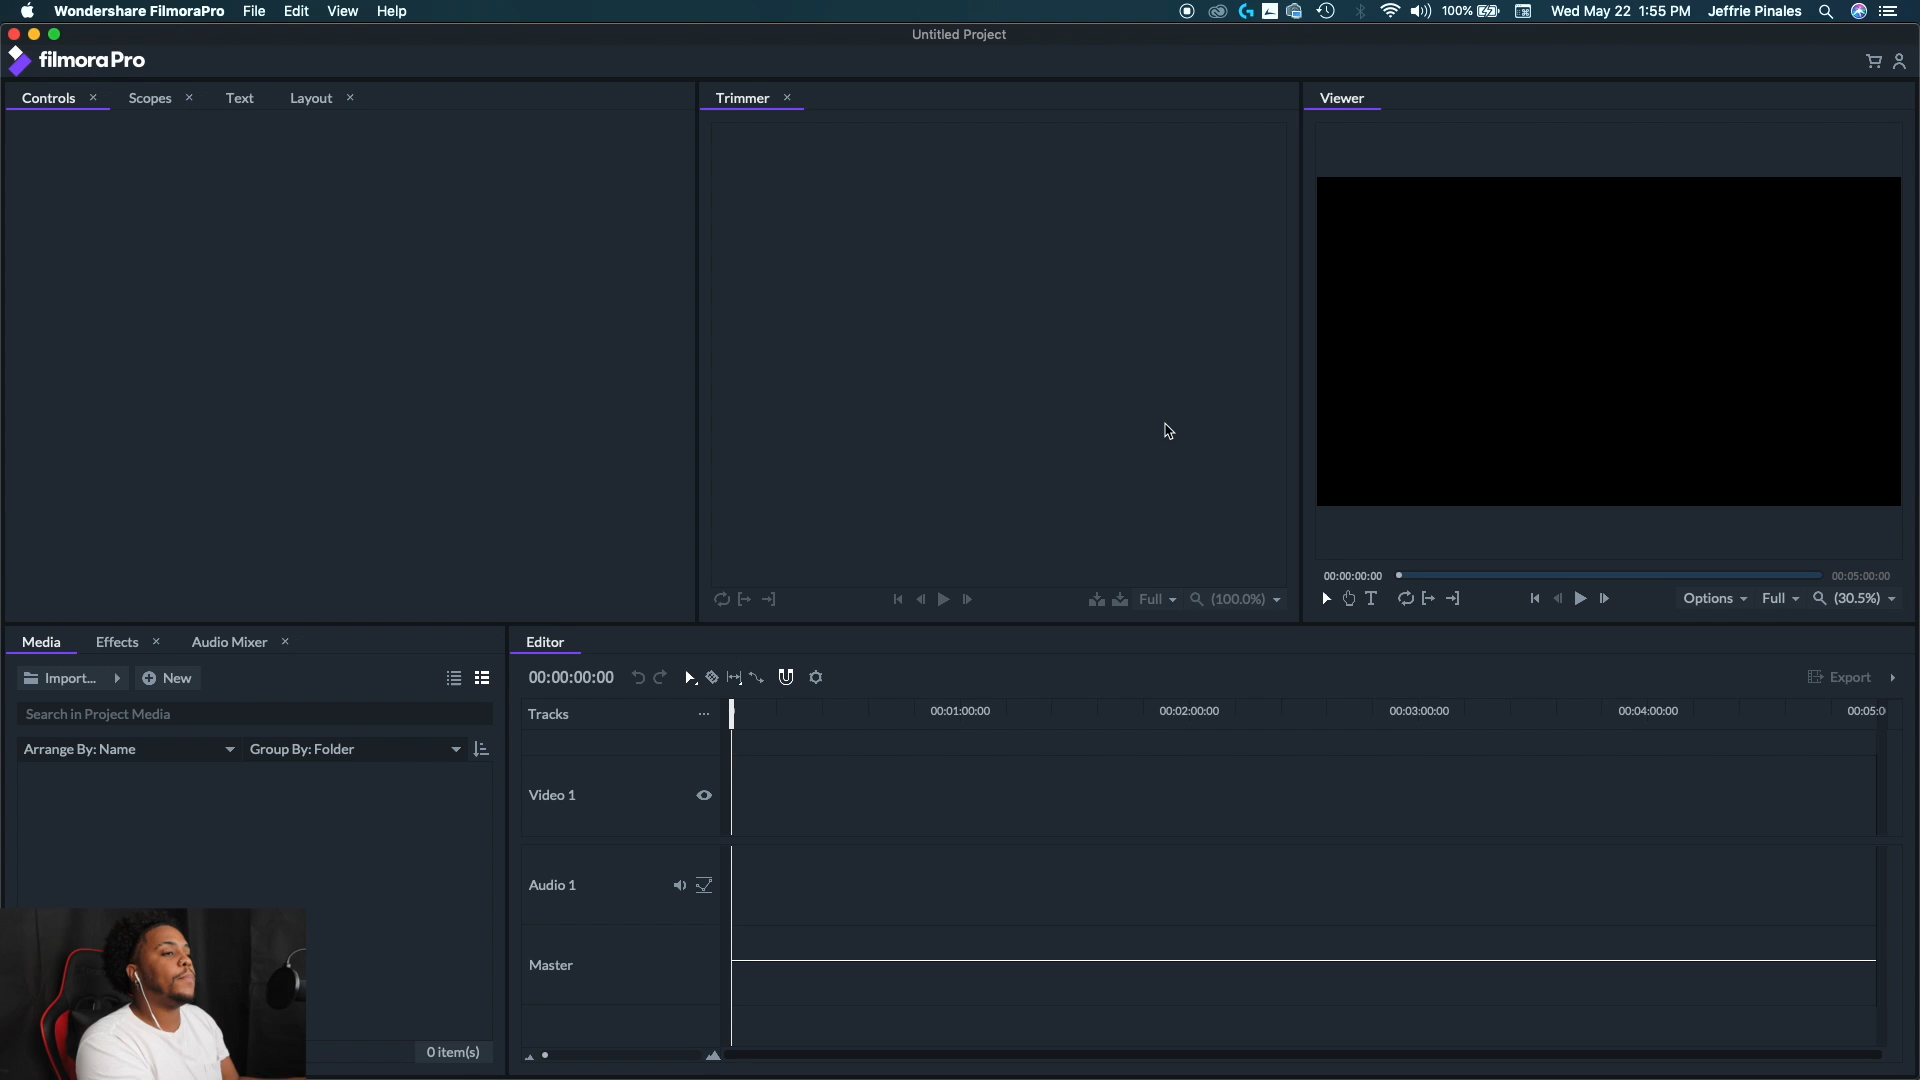 Wondershare FilmoraPro File Edit View Help 100% Wed May 22 1:55 PM Jeffrie Pinales
Untitled Project
filmoraPro
Controls Scopes Text Layout Trimmer Viewer
00:00:00:00 00:05:00:00
Full (100.0%) Options Full (30.5%)
Media Effects Audio Mixer Editor
Import... New 00:00:00:00 Export
Search in Project Media Tracks 00:01:00:00 00:02:00:00 00:03:00:00 00:04:00:00 00:05:0
Arrange By: Name Group By: Folder
Video 1
Audio 1
Master
0 item(s)